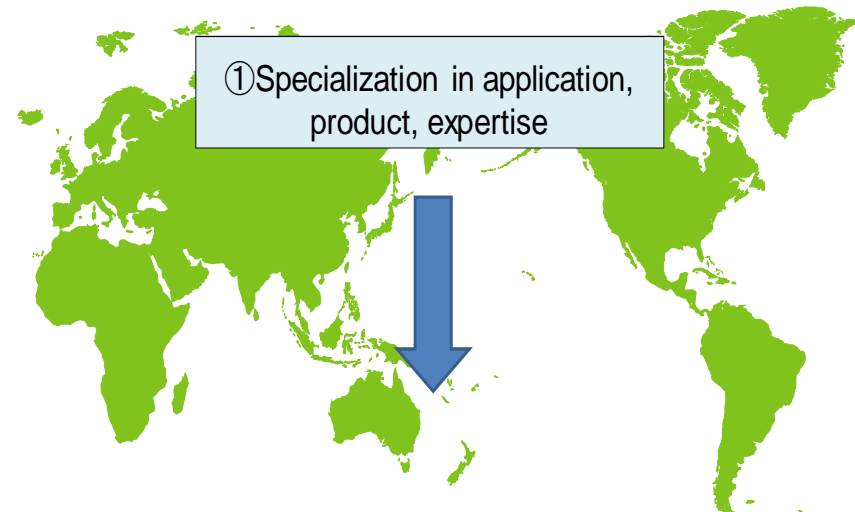 ①Specialization in application,
product, expertise